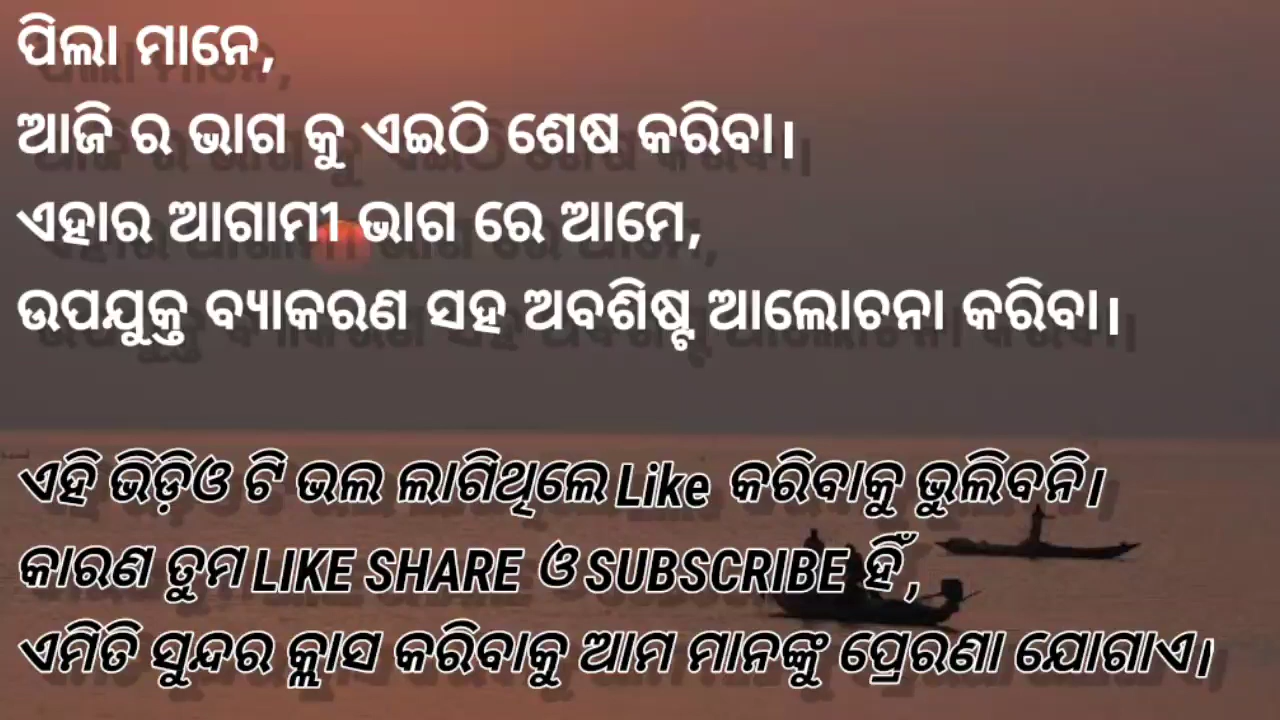 ପିଲା ମାନେ,
ଆଜି ର ଭାଗ କୁ ଏଇଠି ଶେଷ କରିବା।
ଏହାର ଆଗାମୀ ଭାଗ ରେ ଆମେ,
ଉପଯୁକ୍ତ ବ୍ୟାକରଣ ସହ ଅବଶିଷ୍ଟ ଆଲୋଚନା କରିବା।
ଏହି ଭିଡ଼ିଓ ଟି ଭଲ ଲାଗିଥିଲେ Like କରିବାକୁ ଭୁଲିବନି।
କାରଣ ତୁମ LIKE SHARE ଓ SUBSCRIBE ହିଁ,
ଏମିତି ସୁନ୍ଦର କ୍ଲାସ କରିବାକୁ ଆମ ମାନଙ୍କୁ ପ୍ରେରଣା ଯୋଗାଏ।